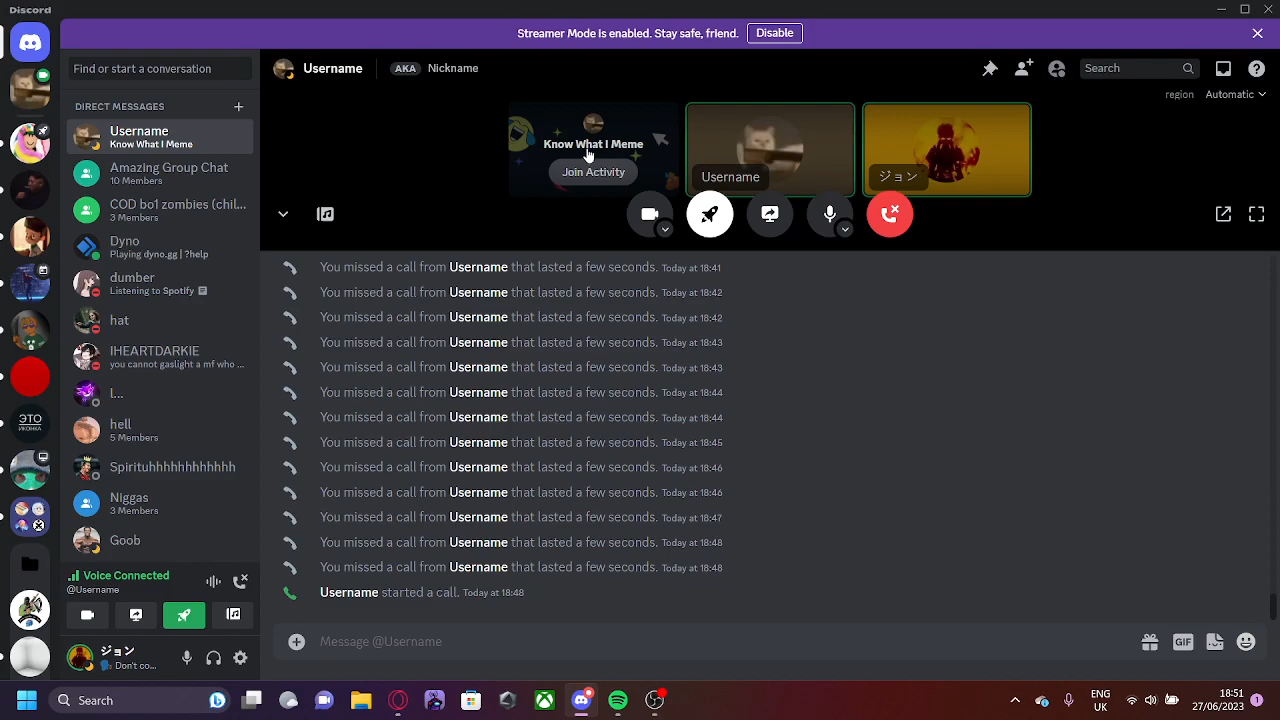 Discord
Streamer Mode is enabled. Stay safe, friend. Disable
Find or start a conversation
DIRECT MESSAGES
Username
Know What I Meme
Amazing Group Chat
10 Members
COD bo1 zombies (chil...
3 Members
Dyno
Playing dyno.gg | ?help
dumber
Listening to Spotify
hat
IHEARTDARKIE
you cannot gaslight a mf who ...
I...
hell
5 Members
Spirituhhhhhhhhhhhh
Niggas
3 Members
Goob
ЭТО
ИКОНКА
Voice Connected
@Username
ジョン
Don't co...
Username AKA Nickname
Search
region Automatic
Know What I Meme
Join Activity
Username
ジョン
You missed a call from Username that lasted a few seconds. Today at 18:41
You missed a call from Username that lasted a few seconds. Today at 18:42
You missed a call from Username that lasted a few seconds. Today at 18:42
You missed a call from Username that lasted a few seconds. Today at 18:43
You missed a call from Username that lasted a few seconds. Today at 18:43
You missed a call from Username that lasted a few seconds. Today at 18:44
You missed a call from Username that lasted a few seconds. Today at 18:44
You missed a call from Username that lasted a few seconds. Today at 18:45
You missed a call from Username that lasted a few seconds. Today at 18:46
You missed a call from Username that lasted a few seconds. Today at 18:46
You missed a call from Username that lasted a few seconds. Today at 18:47
You missed a call from Username that lasted a few seconds. Today at 18:48
You missed a call from Username that lasted a few seconds. Today at 18:48
Username started a call. Today at 18:48
Message @Username
GIF
Search
ENG
UK
18:51
27/06/2023
1